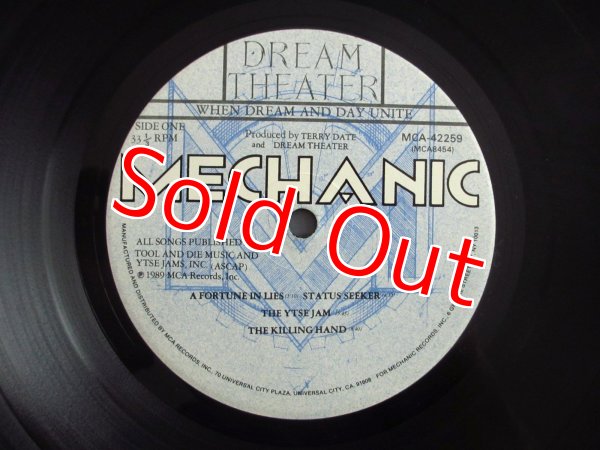 DREAM
THEATER
WHEN DREAM AND DAY UNITE
SIDE ONE
33 1/3 RPM
Produced by TERRY DATE
and DREAM THEATER
MCA-42259
(MCA8454)
MECHANIC
Sold Out
ALL SONGS PUBLISHED
TOOL AND DIE MUSIC AND
YTSE JAMS, INC. (ASCAP)
℗ 1989 MCA Records, Inc.
A FORTUNE IN LIES STATUS SEEKER
THE YTSE JAM
THE KILLING HAND
MANUFACTURED AND DISTRIBUTED BY MCA RECORDS, INC., 70 UNIVERSAL CITY PLAZA, UNIVERSAL CITY, CA. 91608 FOR MECHANIC RECORDS, INC. 6 STREET